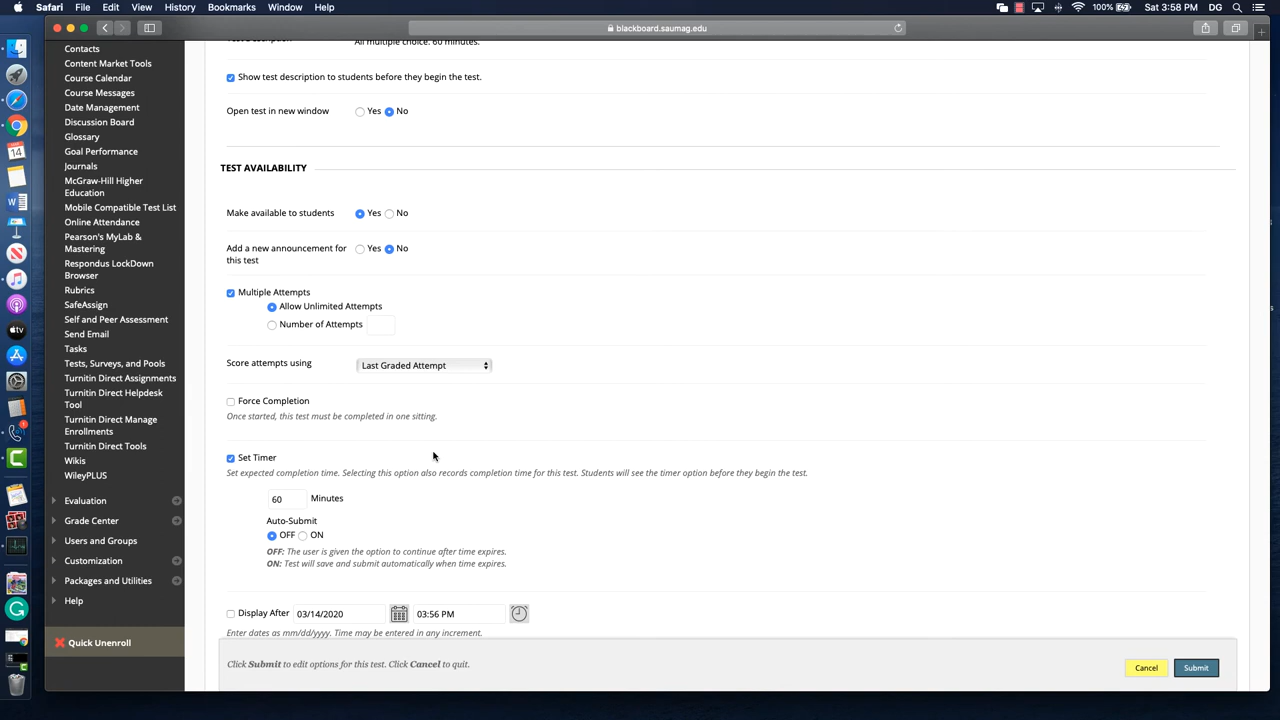 Safari File Edit View History Bookmarks Window Help
100% Sat 3:58 PM DG
blackboard.saumag.edu
Contacts
Content Market Tools
Course Calendar
Course Messages
Date Management
Discussion Board
Glossary
Goal Performance
Journals
McGraw-Hill Higher
Education
Mobile Compatible Test List
Online Attendance
Pearson's MyLab &
Mastering
Respondus LockDown
Browser
Rubrics
SafeAssign
Self and Peer Assessment
Send Email
Tasks
Tests, Surveys, and Pools
Turnitin Direct Assignments
Turnitin Direct Helpdesk
Tool
Turnitin Direct Manage
Enrollments
Turnitin Direct Tools
Wikis
WileyPLUS
Evaluation
Grade Center
Users and Groups
Customization
Packages and Utilities
Help
Quick Unenroll
All multiple choice. 60 minutes.
Show test description to students before they begin the test.
Open test in new window Yes No
TEST AVAILABILITY
Make available to students Yes No
Add a new announcement for
this test Yes No
Multiple Attempts
Allow Unlimited Attempts
Number of Attempts
Score attempts using Last Graded Attempt
Force Completion
Once started, this test must be completed in one sitting.
Set Timer
Set expected completion time. Selecting this option also records completion time for this test. Students will see the timer option before they begin the test.
60 Minutes
Auto-Submit
OFF ON
OFF: The user is given the option to continue after time expires.
ON: Test will save and submit automatically when time expires.
Display After 03/14/2020 03:56 PM
Enter dates as mm/dd/yyyy. Time may be entered in any increment.
Click Submit to edit options for this test. Click Cancel to quit.
Cancel Submit